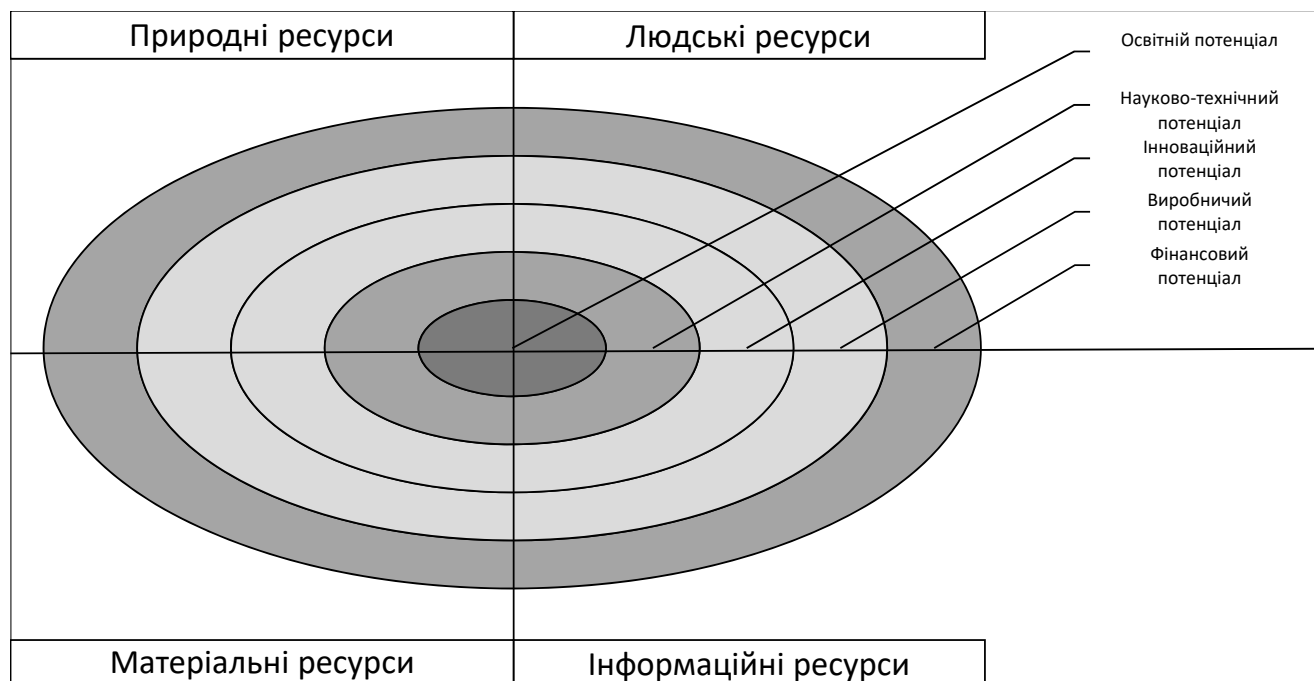 Природні ресурси
Людські ресурси
Освітній потенціал
Науково-технічний
потенціал
Інноваційний
потенціал
Виробничий
потенціал
Фінансовий
потенціал
Матеріальні ресурси
Інформаційні ресурси